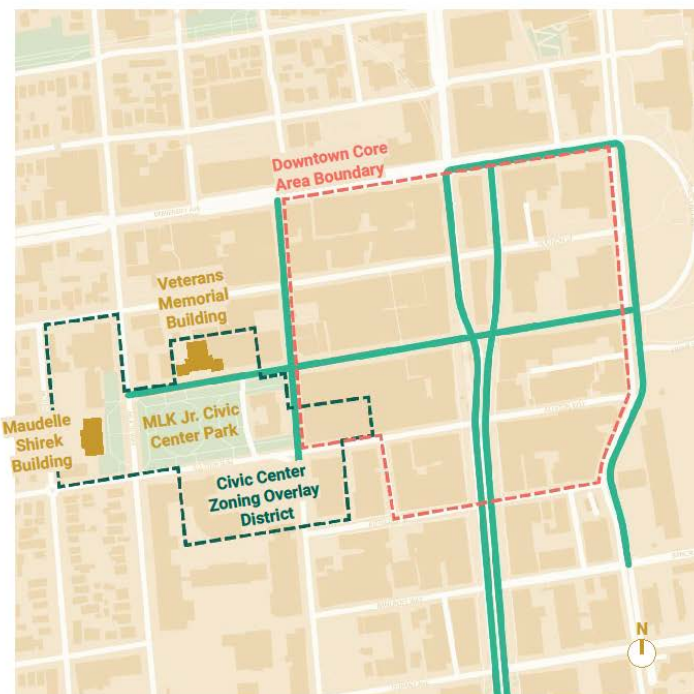 Downtown Core
Area Boundary
Veterans
Memorial
Building
Maudelle
Shirek
Building
MLK Jr. Civic
Center Park
Civic Center
Zoning Overlay
District
N